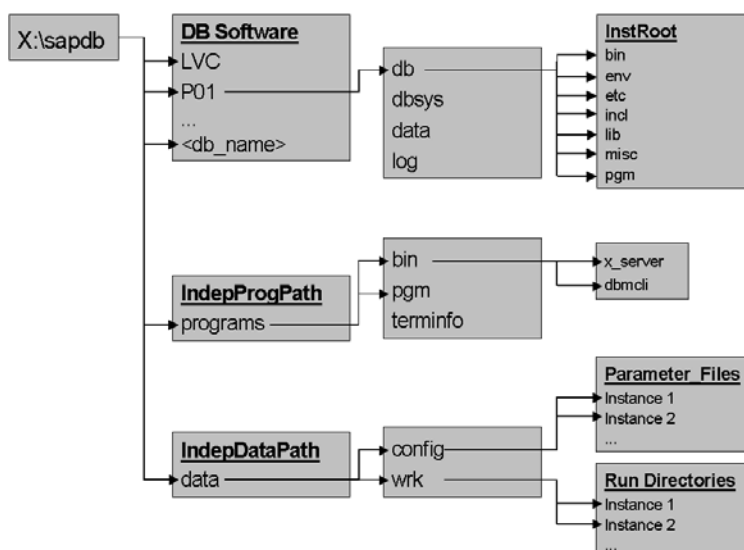 X:\sapdb
DB Software
LVC
P01
...
<db_name>
db
dbsys
data
log
InstRoot
bin
env
etc
incl
lib
misc
pgm
IndepProgPath
programs
bin
pgm
terminfo
x_server
dbmcli
IndepDataPath
data
config
wrk
Parameter_Files
Instance 1
Instance 2
...
Run Directories
Instance 1
Instance 2
...